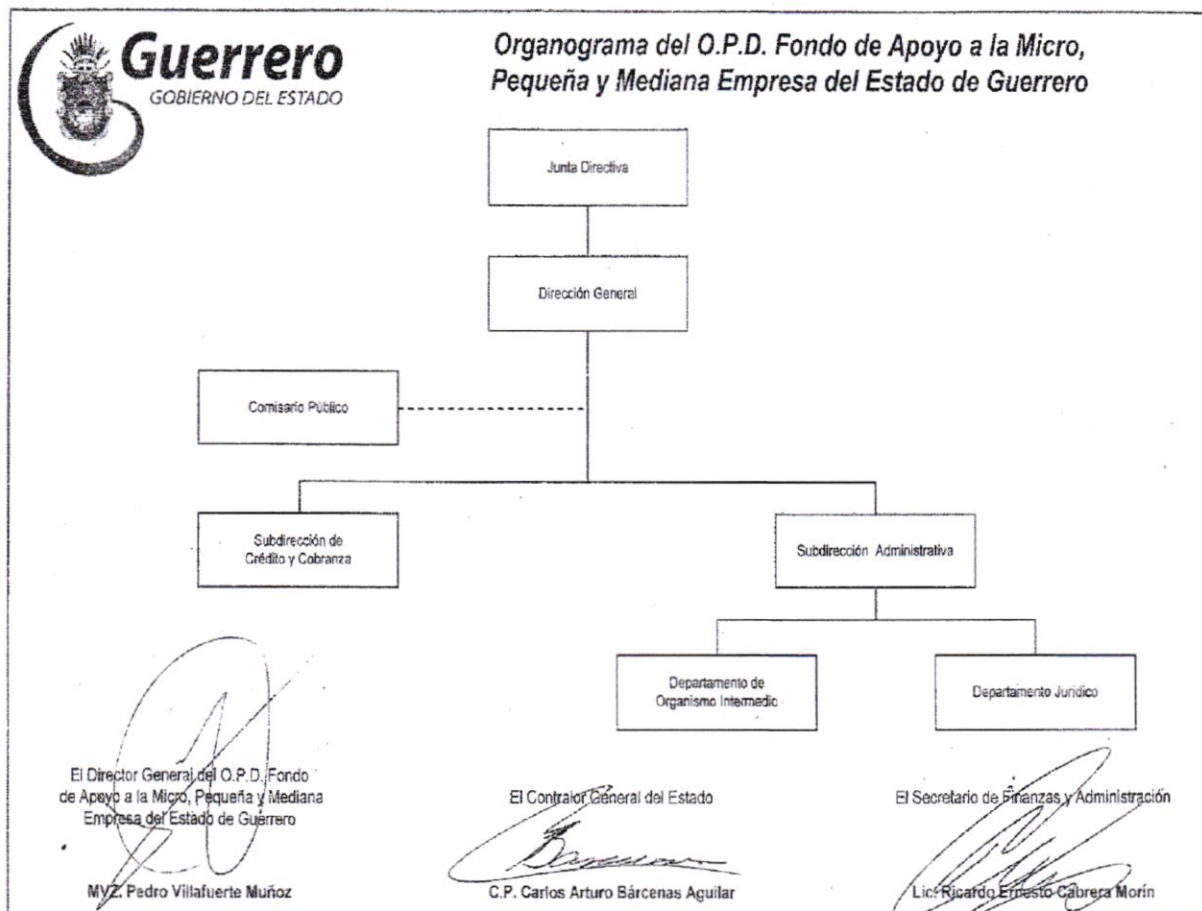 Guerrero
GOBIERNO DEL ESTADO
Organograma del O.P.D. Fondo de Apoyo a la Micro,
Pequeña y Mediana Empresa del Estado de Guerrero
Junta Directiva
Dirección General
Comisario Público
Subdirección de
Crédito y Cobranza
Subdirección Administrativa
Departamento de
Organismo Intermedio
Departamento Jurídico
El Director General del O.P.D. Fondo
de Apoyo a la Micro, Pequeña y Mediana
Empresa del Estado de Guerrero
MVZ. Pedro Villafuerte Muñoz
El Contralor General del Estado
C.P. Carlos Arturo Bárcenas Aguilar
El Secretario de Finanzas y Administración
Lic. Ricardo Ernesto Cabrera Morín